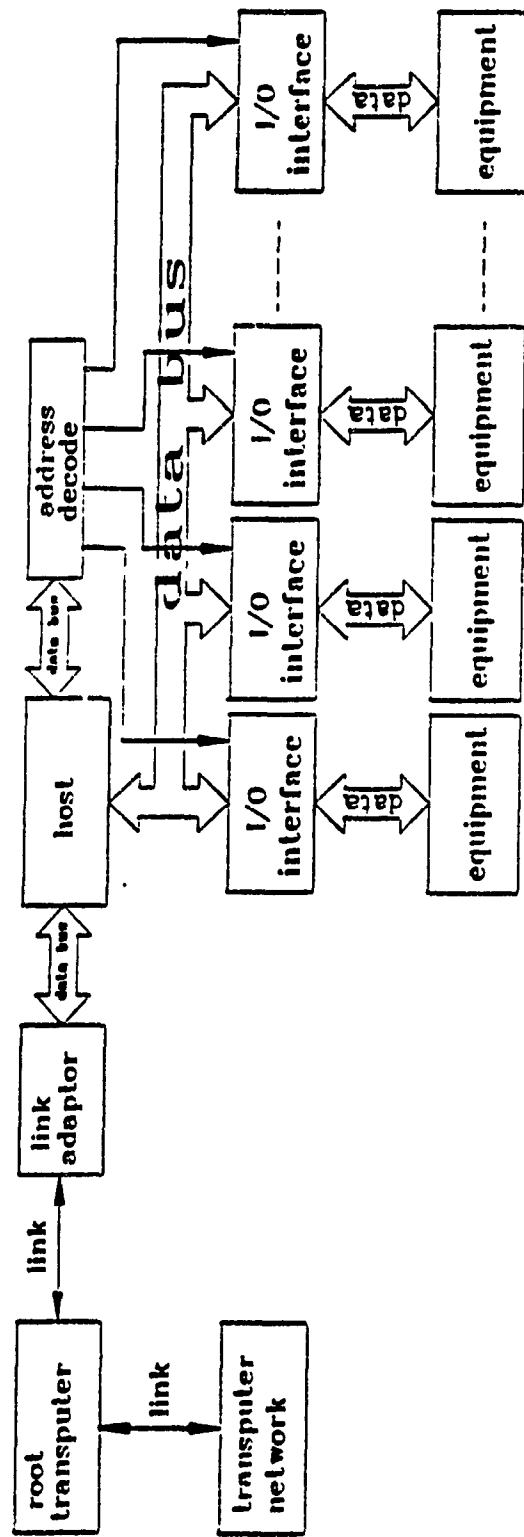 root
transputer
link
link
adaptor
data bus
host
data bus
address
decode
link
transputer
network
data bus
I/O
interface
I/O
interface
I/O
interface
I/O
interface
data
data
data
data
equipment
equipment
equipment
equipment